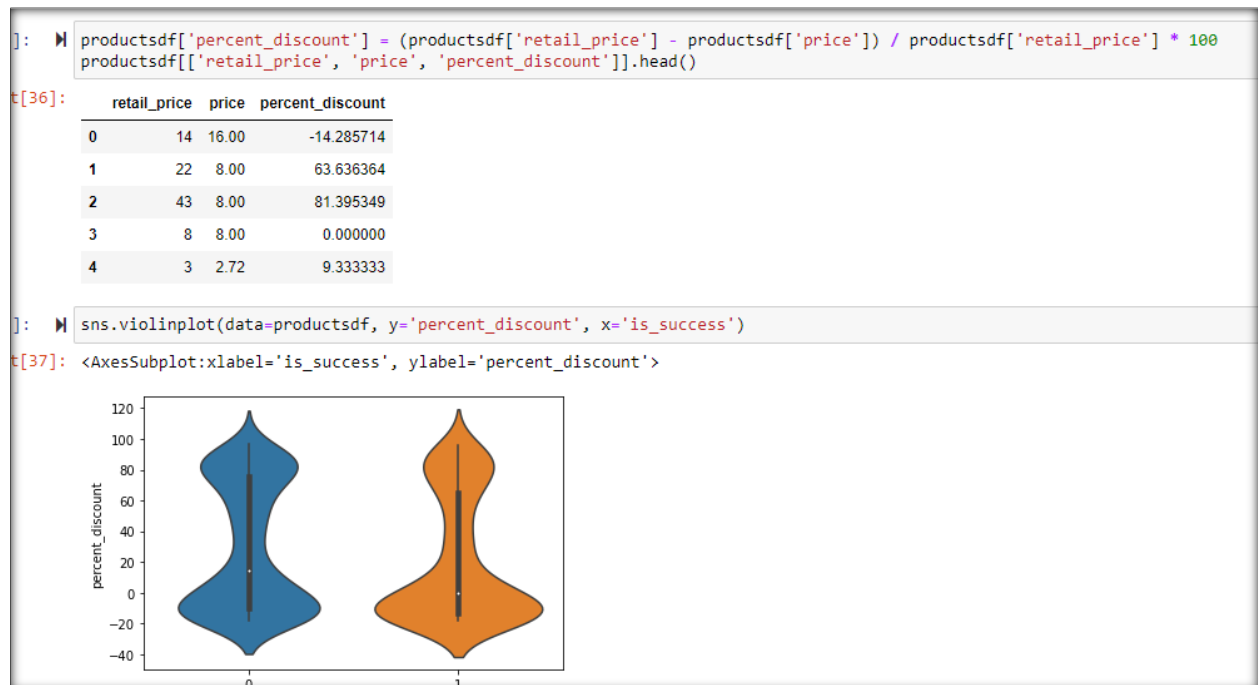 ]: productsdf['percent_discount'] = (productsdf['retail_price'] - productsdf['price']) / productsdf['retail_price'] * 100
productsdf[['retail_price', 'price', 'percent_discount']].head()
t[36]:
retail_price price percent_discount
0 14 16.00 -14.285714
1 22 8.00 63.636364
2 43 8.00 81.395349
3 8 8.00 0.000000
4 3 2.72 9.333333
]: sns.violinplot(data=productsdf, y='percent_discount', x='is_success')
t[37]: <AxesSubplot:xlabel='is_success', ylabel='percent_discount'>
120
100
80
60
40
20
0
−20
−40
percent_discount
0 1